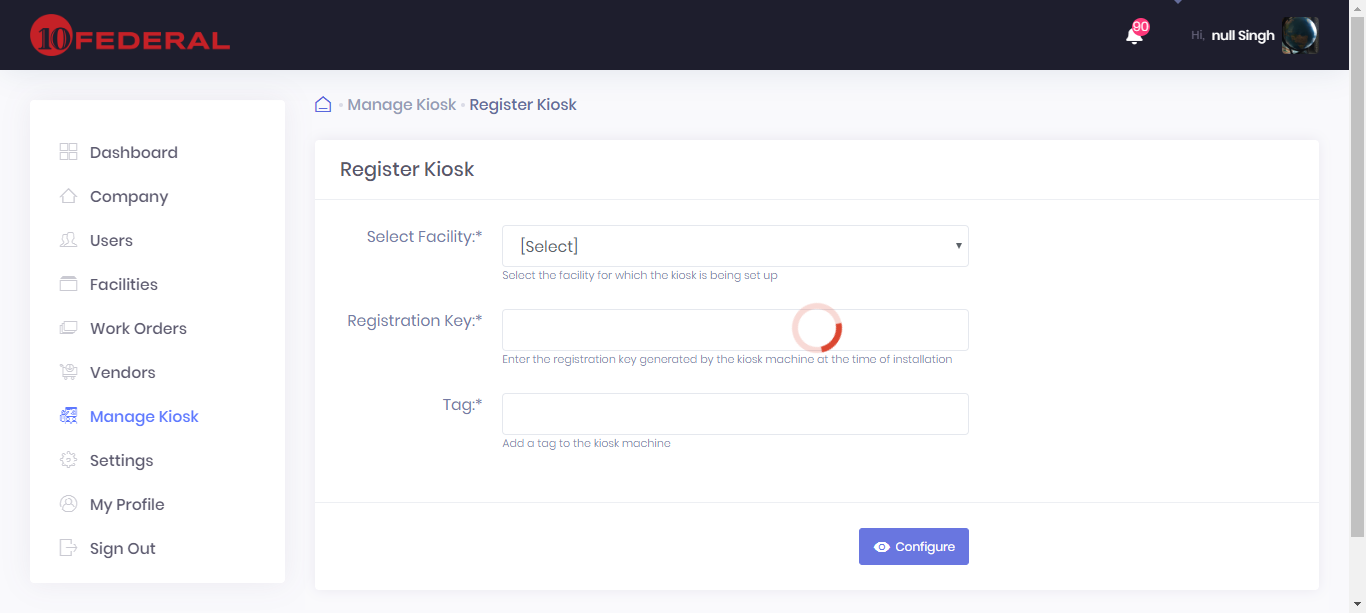 10 FEDERAL
90
Hi, null Singh
Manage Kiosk • Register Kiosk
Dashboard
Company
Users
Facilities
Work Orders
Vendors
Manage Kiosk
Settings
My Profile
Sign Out
Register Kiosk
Select Facility:*
[Select]
Select the facility for which the kiosk is being set up
Registration Key:*
Enter the registration key generated by the kiosk machine at the time of installation
Tag:*
Add a tag to the kiosk machine
Configure